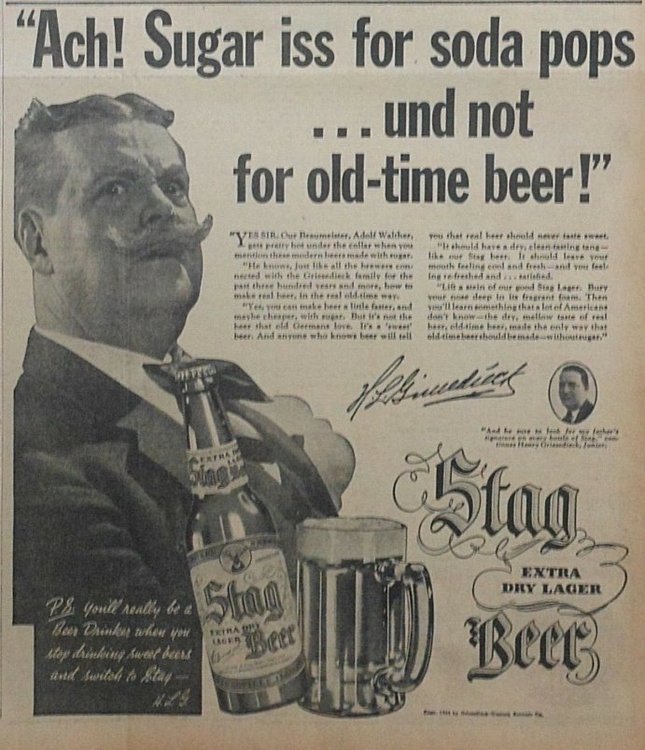 “Ach! Sugar iss for soda pops
... und not
for old-time beer!”
“YES SIR. Our Braumeister, Adolf Walther,
gets pretty hot under the collar when you
mention these modern beers made with sugar.
“He knows, just like all the brewers con-
nected with the Griesedieck family for the
past three hundred years and more, how to
make real beer, in the real old-time way.
“Yes, you can make beer a little faster, and
maybe cheaper, with sugar. But it's not the
beer that old Germans love. It's a 'sweet'
beer. And anyone who knows beer will tell
you that real beer should never taste sweet.
“It should have a dry, clean-tasting tang—
like our Stag beer. It should leave your
mouth feeling cool and fresh—and you feel-
ing re-freshed and ... satisfied.
“Lift a stein of our good Stag Lager. Bury
your nose deep in its fragrant foam. Then
you'll learn something that a lot of Americans
don't know—the dry, mellow taste of real
beer, old-time beer, made the only way that
old-time beer should be made—without sugar.”
H.L. Griesedieck
“And be sure to look for my father's
signature on every bottle of Stag,” con-
tinues Henry Griesedieck, Junior.
Stag
EXTRA
DRY LAGER
Beer
EXTRA DRY
Stag
Stag
EXTRA DRY
LAGER Beer
P.S. You'll really be a
Beer Drinker when you
stop drinking sweet beers
and switch to Stag —
H.L.G.